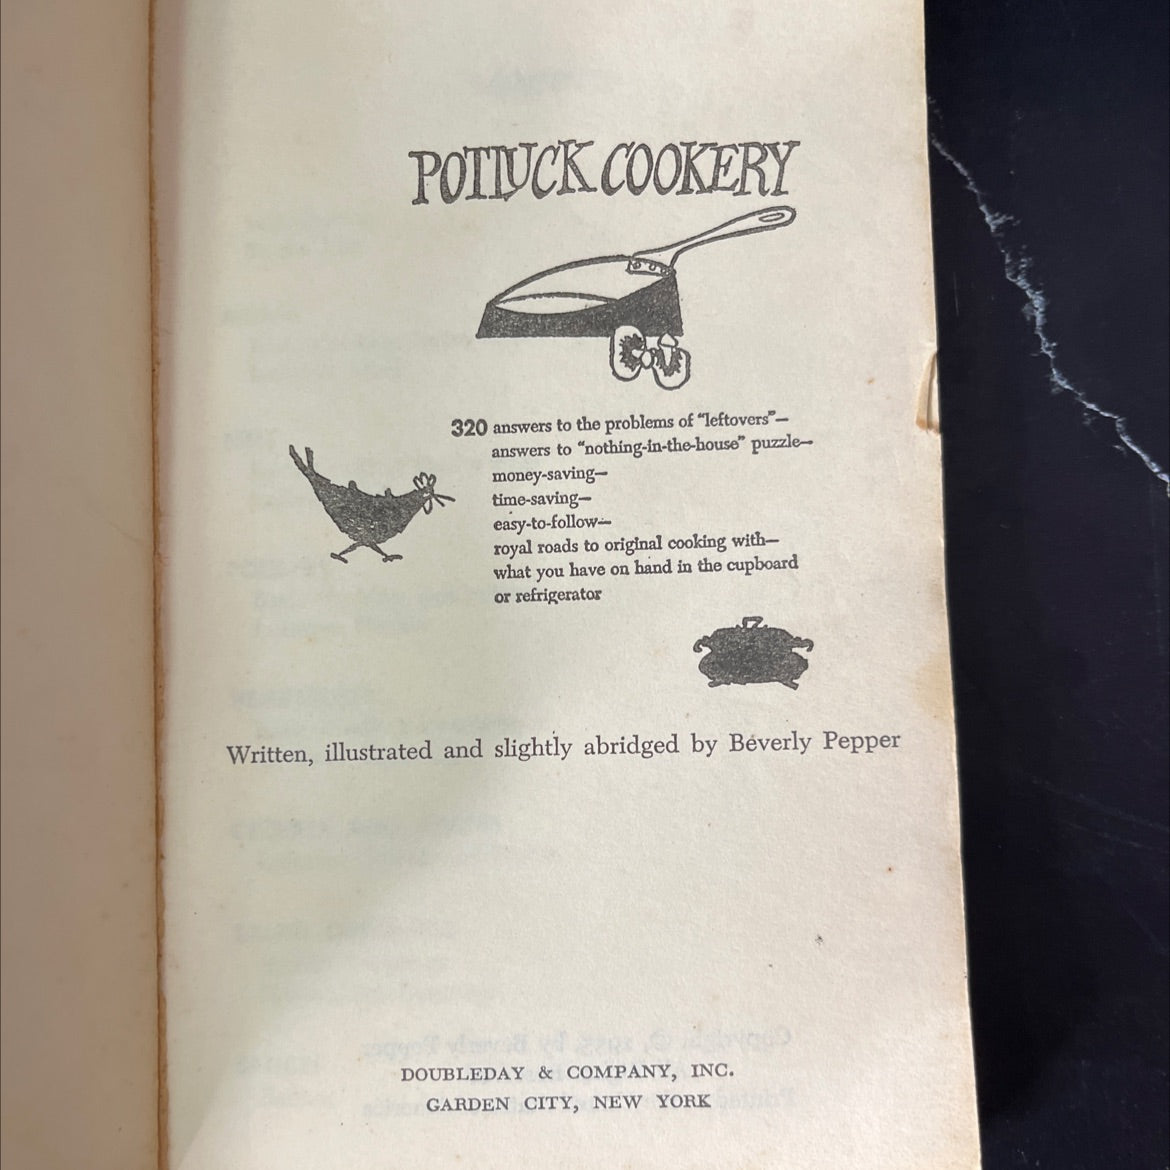 POTLUCK COOKERY
320 answers to the problems of "leftovers"—
answers to "nothing-in-the-house" puzzle—
money-saving—
time-saving—
easy-to-follow—
royal roads to original cooking with—
what you have on hand in the cupboard
or refrigerator
Written, illustrated and slightly abridged by Beverly Pepper
DOUBLEDAY & COMPANY, INC.
GARDEN CITY, NEW YORK